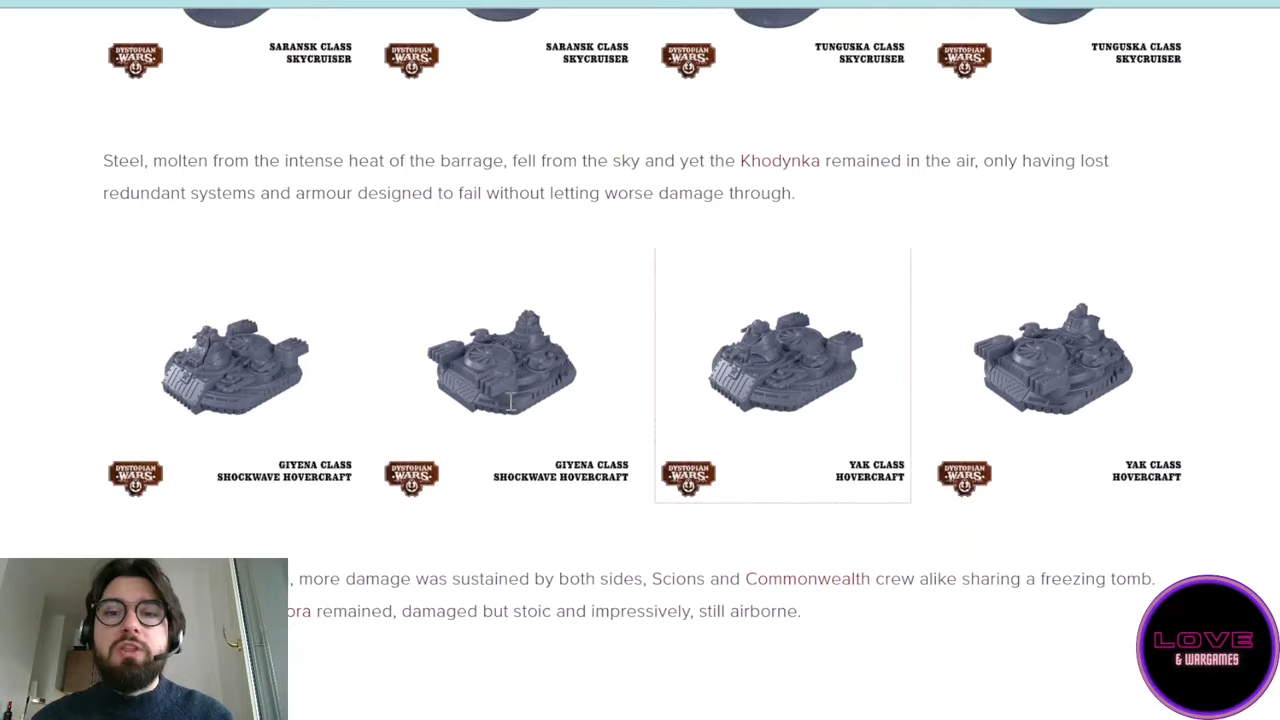 SARANSK CLASS
SKYCRUISER
DYSTOPIAN
WARS
SARANSK CLASS
SKYCRUISER
DYSTOPIAN
WARS
TUNGUSKA CLASS
SKYCRUISER
DYSTOPIAN
WARS
TUNGUSKA CLASS
SKYCRUISER
DYSTOPIAN
WARS
Steel, molten from the intense heat of the barrage, fell from the sky and yet the Khodynka remained in the air, only having lost
redundant systems and armour designed to fail without letting worse damage through.
DYSTOPIAN
WARS
GIYENA CLASS
SHOCKWAVE HOVERCRAFT
DYSTOPIAN
WARS
GIYENA CLASS
SHOCKWAVE HOVERCRAFT
DYSTOPIAN
WARS
YAK CLASS
HOVERCRAFT
DYSTOPIAN
WARS
YAK CLASS
HOVERCRAFT
, more damage was sustained by both sides, Scions and Commonwealth crew alike sharing a freezing tomb.
ora remained, damaged but stoic and impressively, still airborne.
LOVE
& WARGAMES